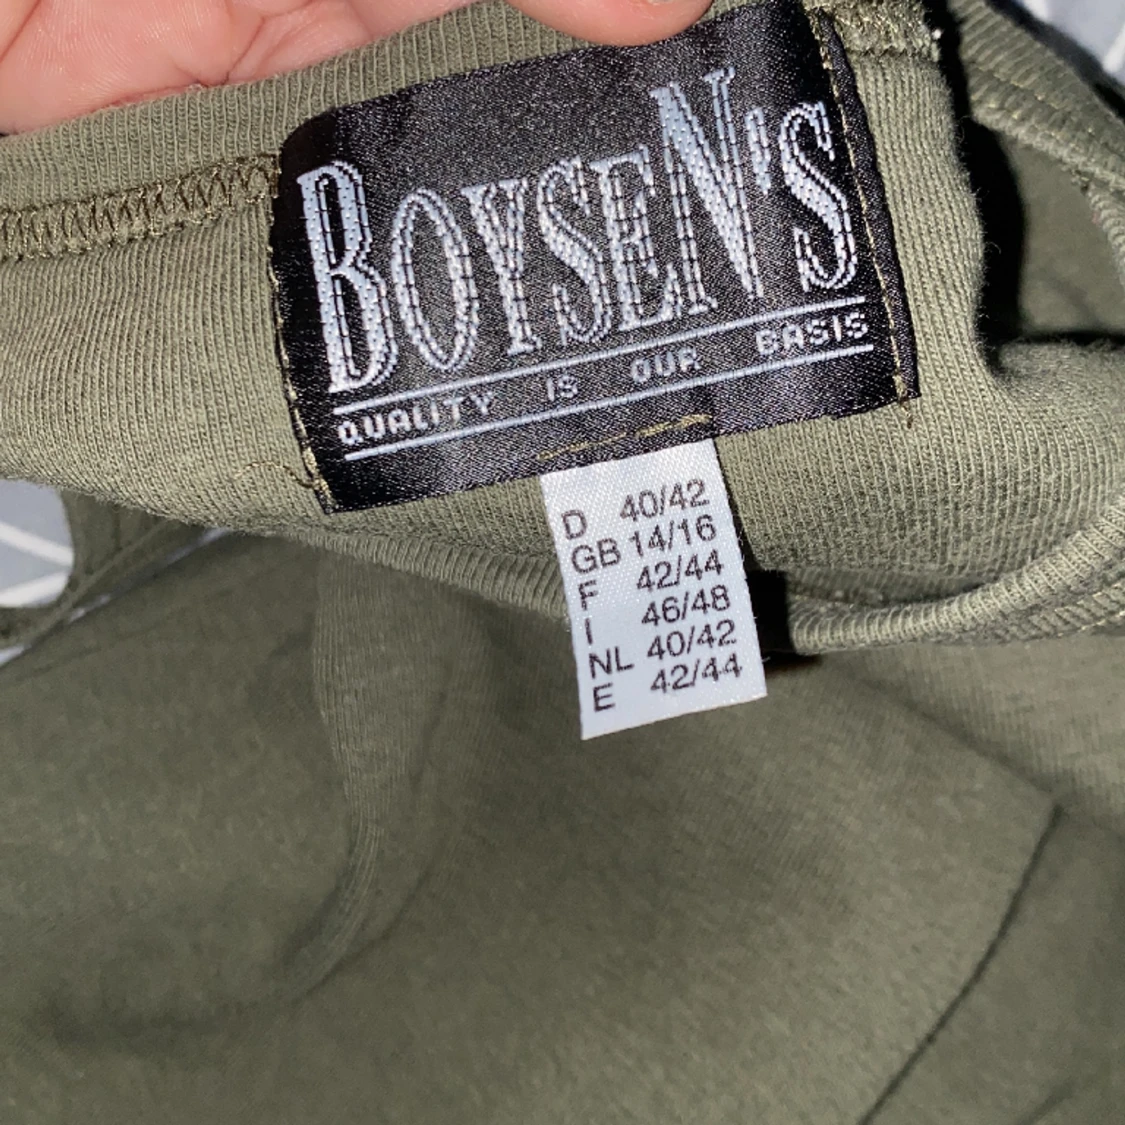 BOYSEN'S
QUALITY IS OUR BASIS
D 40/42
GB 14/16
F 42/44
I 46/48
NL 40/42
E 42/44